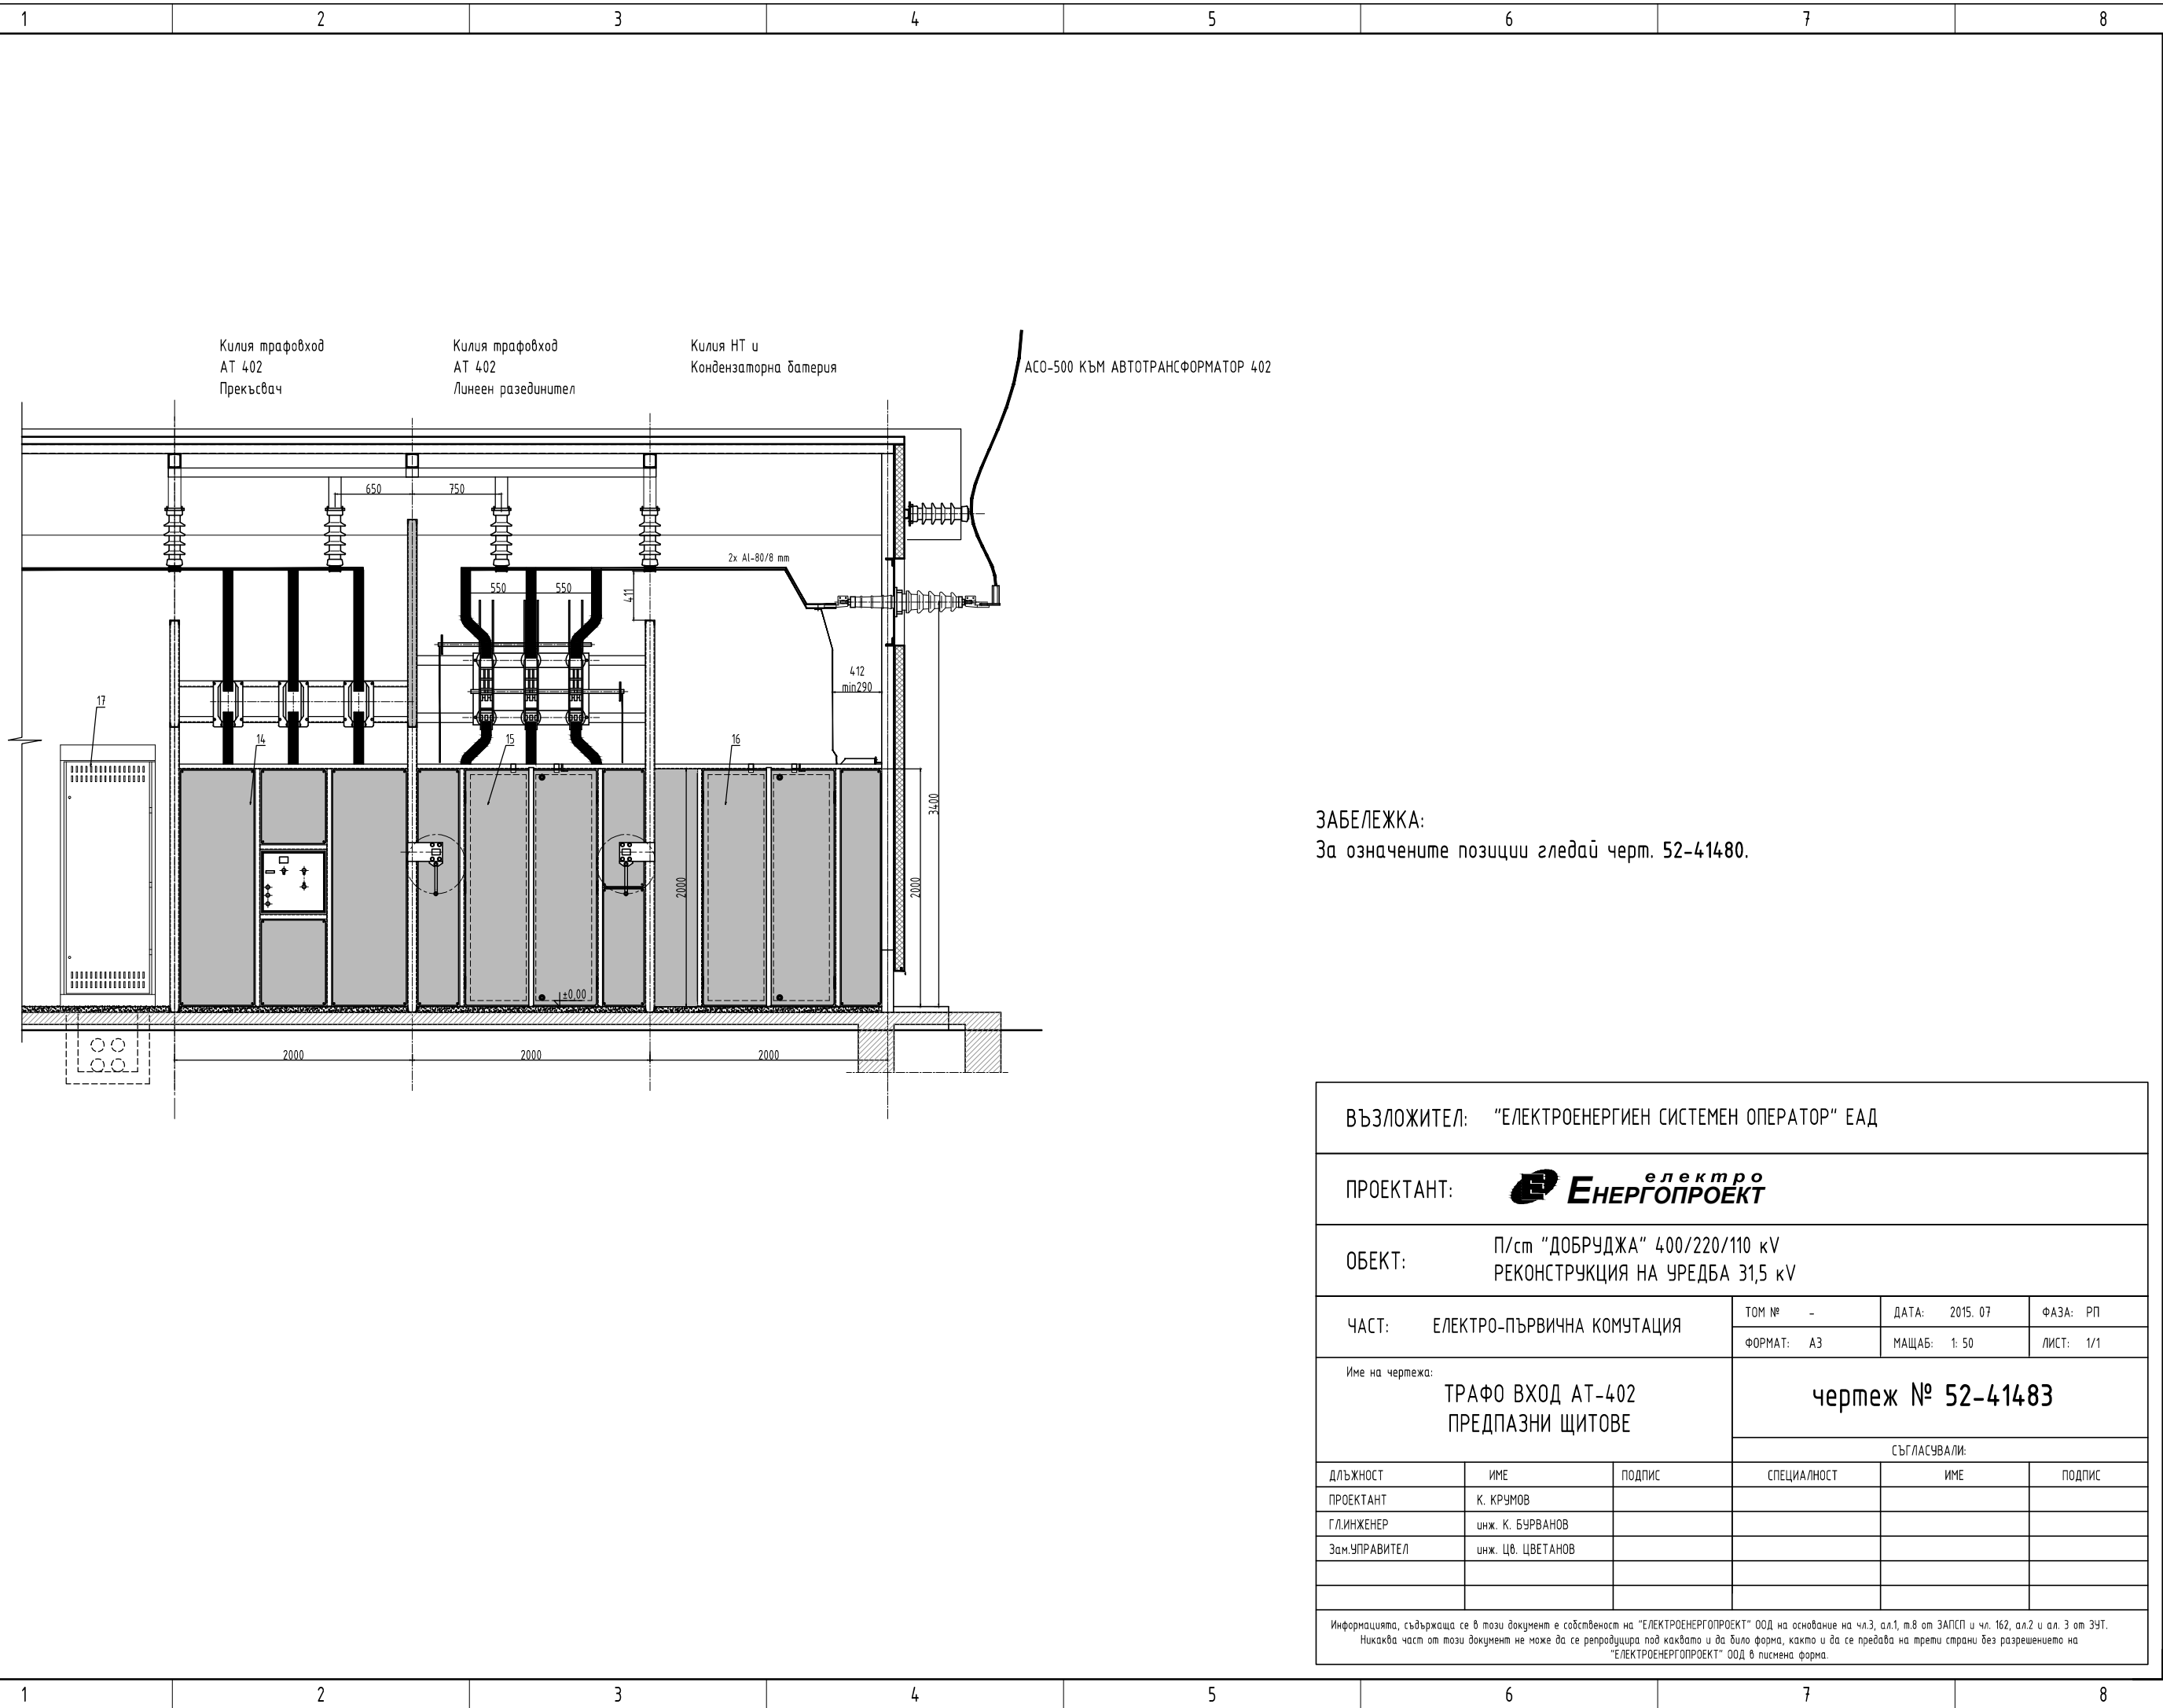 1 2 3 4 5 6 7 8
Килия трафовход
АТ 402
Прекъсвач
Килия трафовход
АТ 402
Линеен разединител
Килия НТ и
Кондензаторна батерия
АСО-500 КЪМ АВТОТРАНСФОРМАТОР 402
650
750
2x Al-80/8 mm
550
550
411
412
min290
17
14
15
16
3400
2000
2000
±0,00
2000
2000
2000
ЗАБЕЛЕЖКА:
За означените позиции гледай черт. 52-41480.
ВЪЗЛОЖИТЕЛ: "ЕЛЕКТРОЕНЕРГИЕН СИСТЕМЕН ОПЕРАТОР" ЕАД
ПРОЕКТАНТ:
електро
ЕНЕРГОПРОЕКТ
ОБЕКТ:
П/ст "ДОБРУДЖА" 400/220/110 кV
РЕКОНСТРУКЦИЯ НА УРЕДБА 31,5 кV
ЧАСТ: ЕЛЕКТРО-ПЪРВИЧНА КОМУТАЦИЯ
ТОМ № - ДАТА: 2015. 07 ФАЗА: РП
ФОРМАТ: А3 МАЩАБ: 1: 50 ЛИСТ: 1/1
Име на чертежа:
ТРАФО ВХОД АТ-402
ПРЕДПАЗНИ ЩИТОВЕ
чертеж № 52-41483
СЪГЛАСУВАЛИ:
ДЛЪЖНОСТ ИМЕ ПОДПИС СПЕЦИАЛНОСТ ИМЕ ПОДПИС
ПРОЕКТАНТ К. КРУМОВ
ГЛ.ИНЖЕНЕР инж. К. БУРВАНОВ
Зам.УПРАВИТЕЛ инж. Цв. ЦВЕТАНОВ
Информацията, съдържаща се в този документ е собственост на "ЕЛЕКТРОЕНЕРГОПРОЕКТ" ООД на основание на чл.3, ал.1, т.8 от ЗАПСП и чл. 162, ал.2 и ал. 3 от ЗУТ.
Никаква част от този документ не може да се репродуцира под каквато и да било форма, както и да се предава на трети страни без разрешението на
"ЕЛЕКТРОЕНЕРГОПРОЕКТ" ООД в писмена форма.
1 2 3 4 5 6 7 8